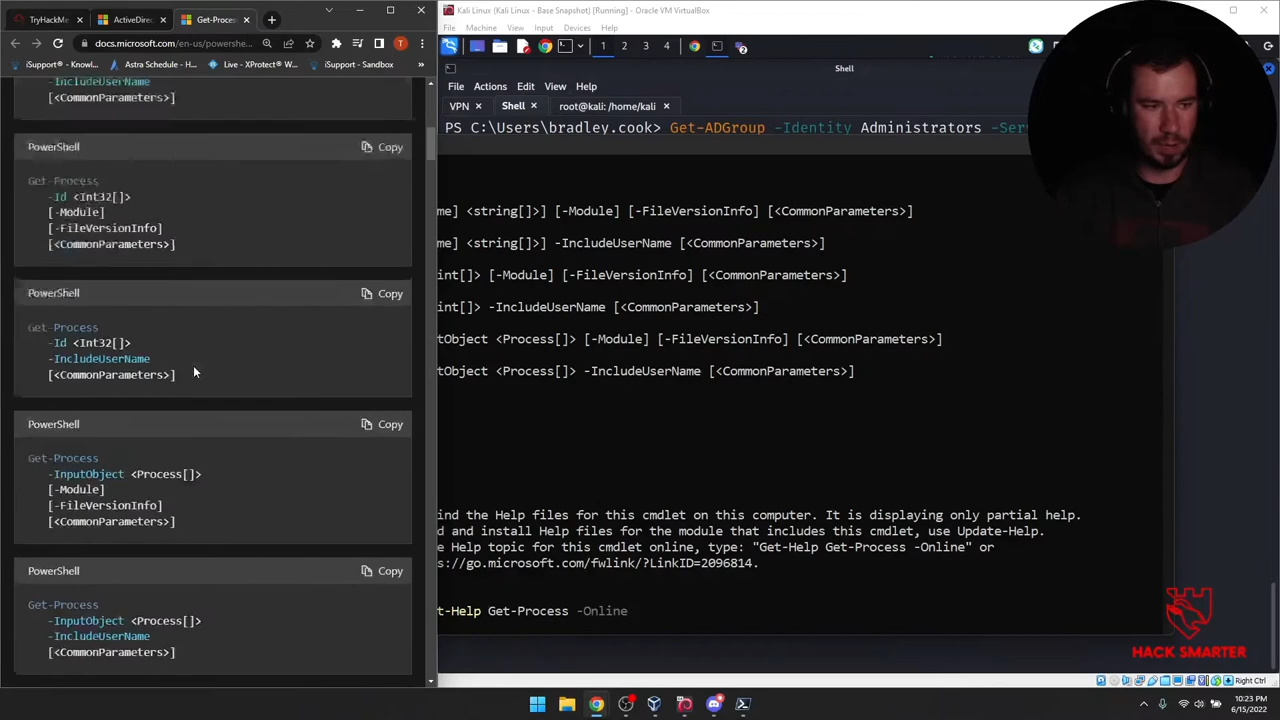 TryHackMe
ActiveDirec
Get-Proces
docs.microsoft.com/en-us/powershe...
iSupport® - Knowl...
Astra Schedule - H...
Live - XProtect® W...
iSupport - Sandbox
-IncludeUserName
[<CommonParameters>]
PowerShell
Copy
Get-Process
-Id <Int32[]>
[-Module]
[-FileVersionInfo]
[<CommonParameters>]
PowerShell
Copy
Get-Process
-Id <Int32[]>
-IncludeUserName
[<CommonParameters>]
PowerShell
Copy
Get-Process
-InputObject <Process[]>
[-Module]
[-FileVersionInfo]
[<CommonParameters>]
PowerShell
Copy
Get-Process
-InputObject <Process[]>
-IncludeUserName
[<CommonParameters>]
Kali Linux (Kali Linux - Base Snapshot) [Running] - Oracle VM VirtualBox
File Machine View Input Devices Help
1 2 3 4
Shell
File Actions Edit View Help
VPN Shell root@kali: /home/kali
PS C:\Users\bradley.cook> Get-ADGroup -Identity Administrators -Ser
me] <string[]>] [-Module] [-FileVersionInfo] [<CommonParameters>]
me] <string[]>] -IncludeUserName [<CommonParameters>]
int[]> [-Module] [-FileVersionInfo] [<CommonParameters>]
int[]> -IncludeUserName [<CommonParameters>]
tObject <Process[]> [-Module] [-FileVersionInfo] [<CommonParameters>]
tObject <Process[]> -IncludeUserName [<CommonParameters>]
ind the Help files for this cmdlet on this computer. It is displaying only partial help.
d and install Help files for the module that includes this cmdlet, use Update-Help.
e Help topic for this cmdlet online, type: "Get-Help Get-Process -Online" or
s://go.microsoft.com/fwlink/?LinkID=2096814.
t-Help Get-Process -Online
HACK SMARTER
Right Ctrl
10:23 PM
6/15/2022